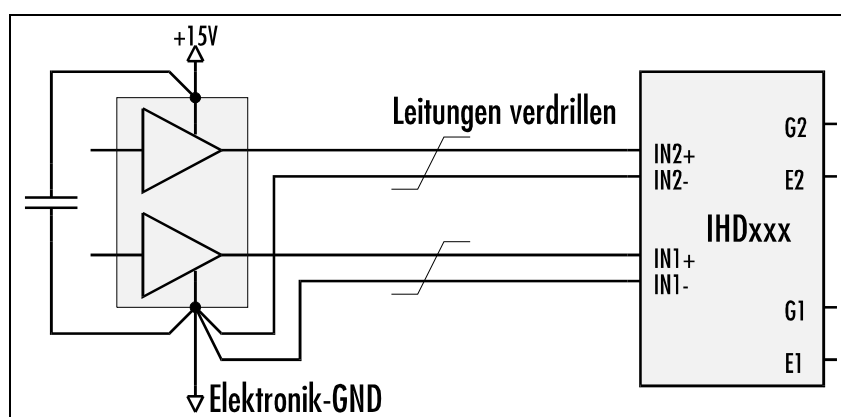 +15V
Leitungen verdrillen
G2
IN2+
IN2-
E2
IHDxxx
IN1+
IN1-
G1
E1
Elektronik-GND